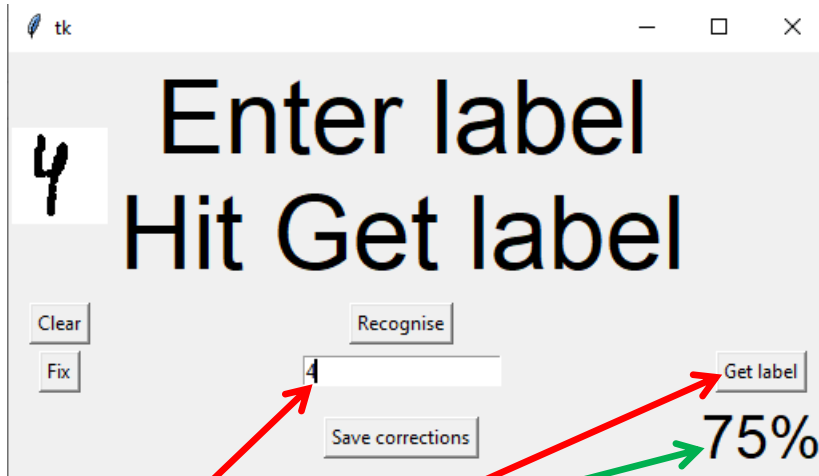 tk
Enter label
4
Hit Get label
Clear
Recognise
Fix
4
Get label
Save corrections
75%